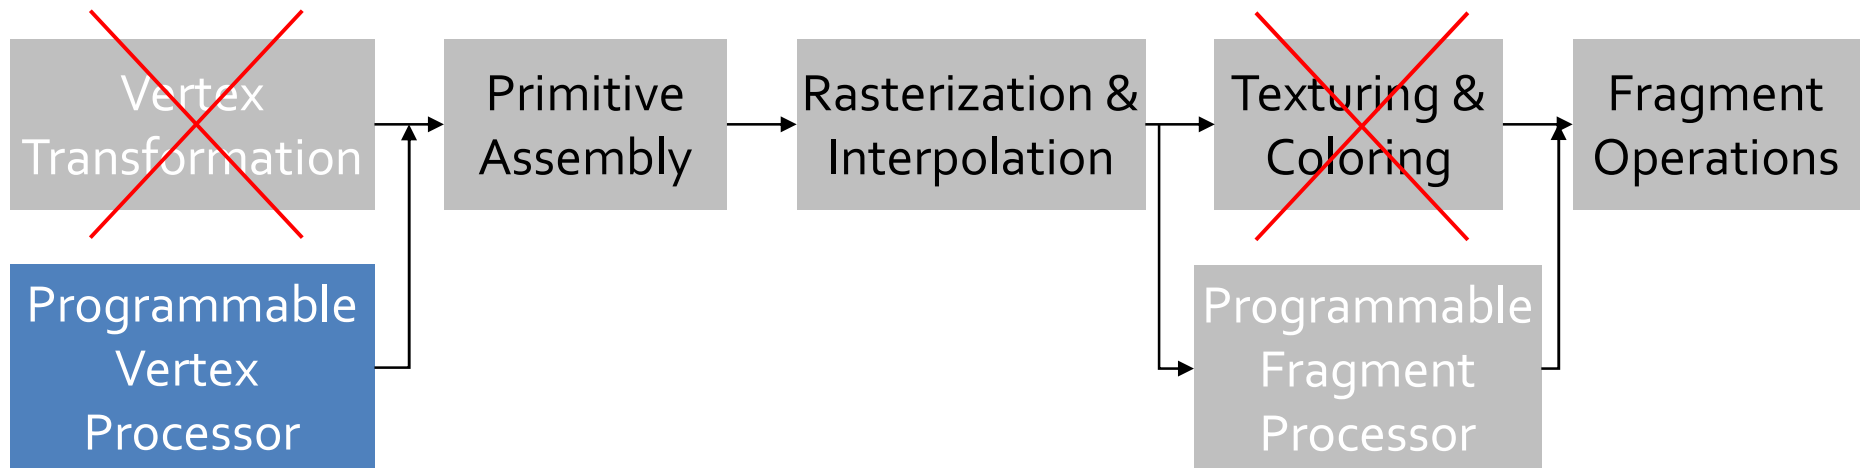 Vertex
Transformation
Primitive
Assembly
Rasterization &
Interpolation
Texturing &
Coloring
Fragment
Operations
Programmable
Vertex
Processor
Programmable
Fragment
Processor